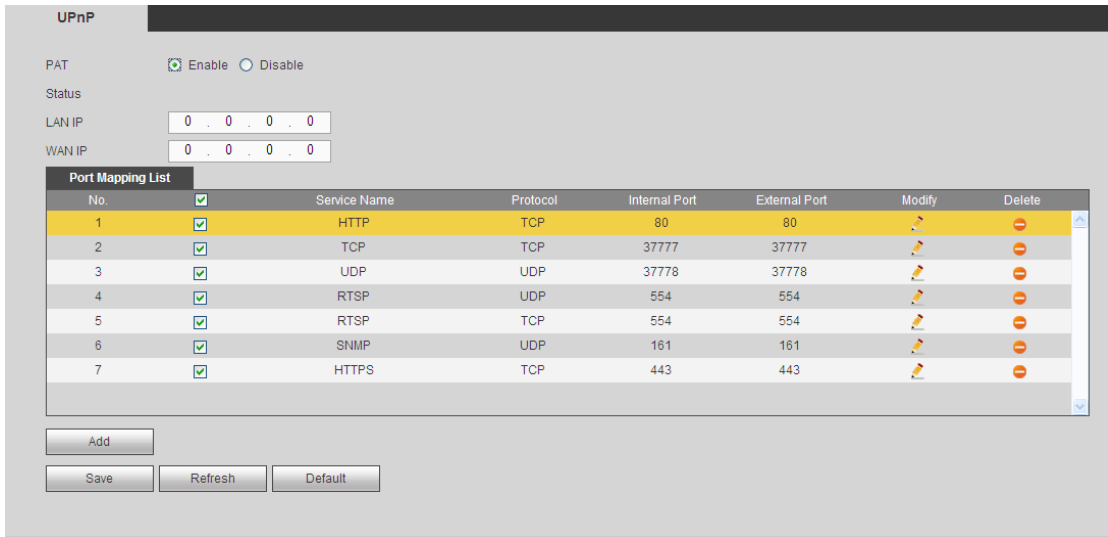 UPnP
PAT Enable Disable
Status
LAN IP 0 . 0 . 0 . 0
WAN IP 0 . 0 . 0 . 0
Port Mapping List
No. Service Name Protocol Internal Port External Port Modify Delete
1 HTTP TCP 80 80
2 TCP TCP 37777 37777
3 UDP UDP 37778 37778
4 RTSP UDP 554 554
5 RTSP TCP 554 554
6 SNMP UDP 161 161
7 HTTPS TCP 443 443
Add
Save Refresh Default